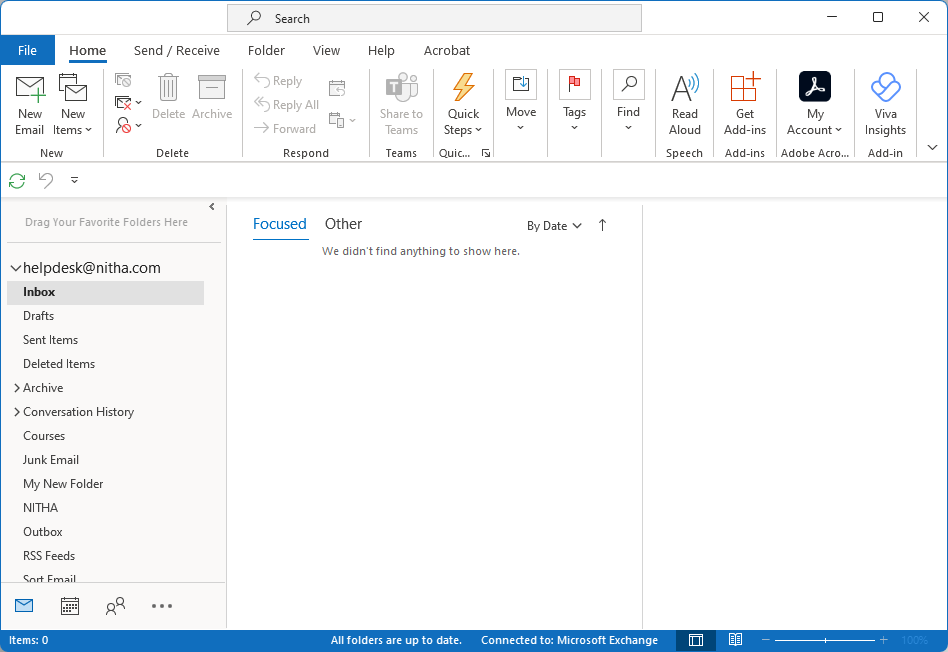 Search
File Home Send / Receive Folder View Help Acrobat
New Email
New Items
New
Delete
Archive
Delete
Reply
Reply All
Forward
Respond
Share to Teams
Teams
Quick Steps
Quic...
Move
Tags
Find
Read Aloud
Speech
Get Add-ins
Add-ins
My Account
Adobe Acro...
Viva Insights
Add-in
Drag Your Favorite Folders Here
helpdesk@nitha.com
Inbox
Drafts
Sent Items
Deleted Items
Archive
Conversation History
Courses
Junk Email
My New Folder
NITHA
Outbox
RSS Feeds
Sort Email
Focused Other By Date
We didn't find anything to show here.
Items: 0 All folders are up to date. Connected to: Microsoft Exchange 100%